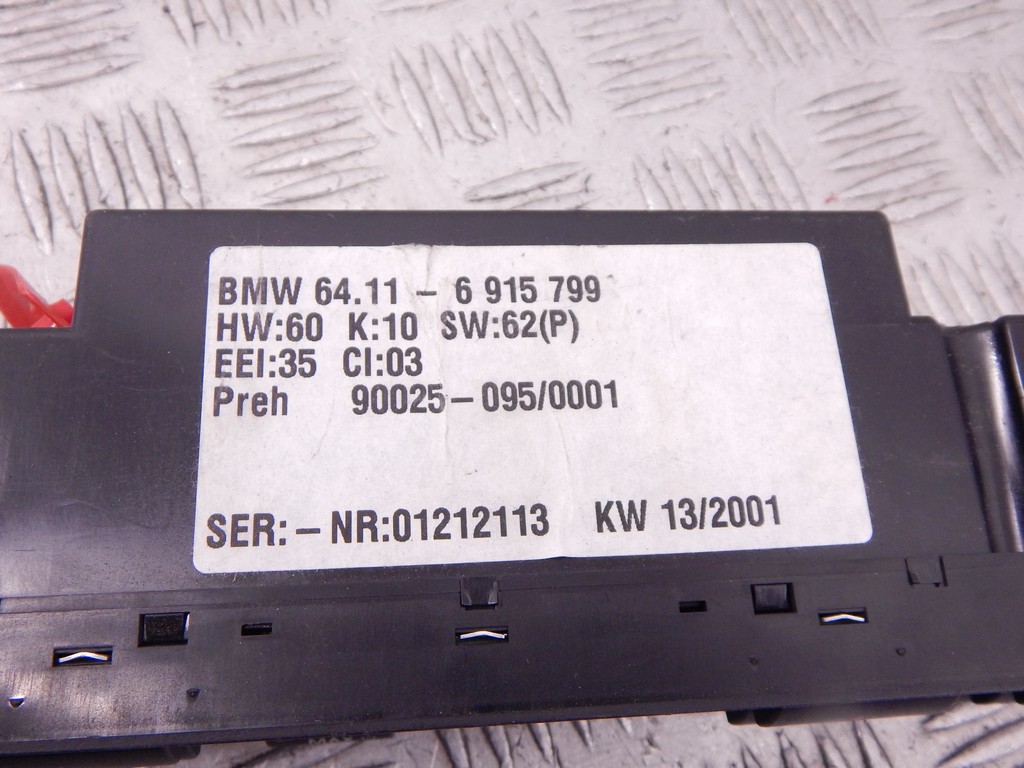 BMW 64.11 - 6 915 799
HW:60 K:10 SW:62(P)
EEI:35 CI:03
Preh 90025-095/0001
SER:-NR:01212113 KW 13/2001